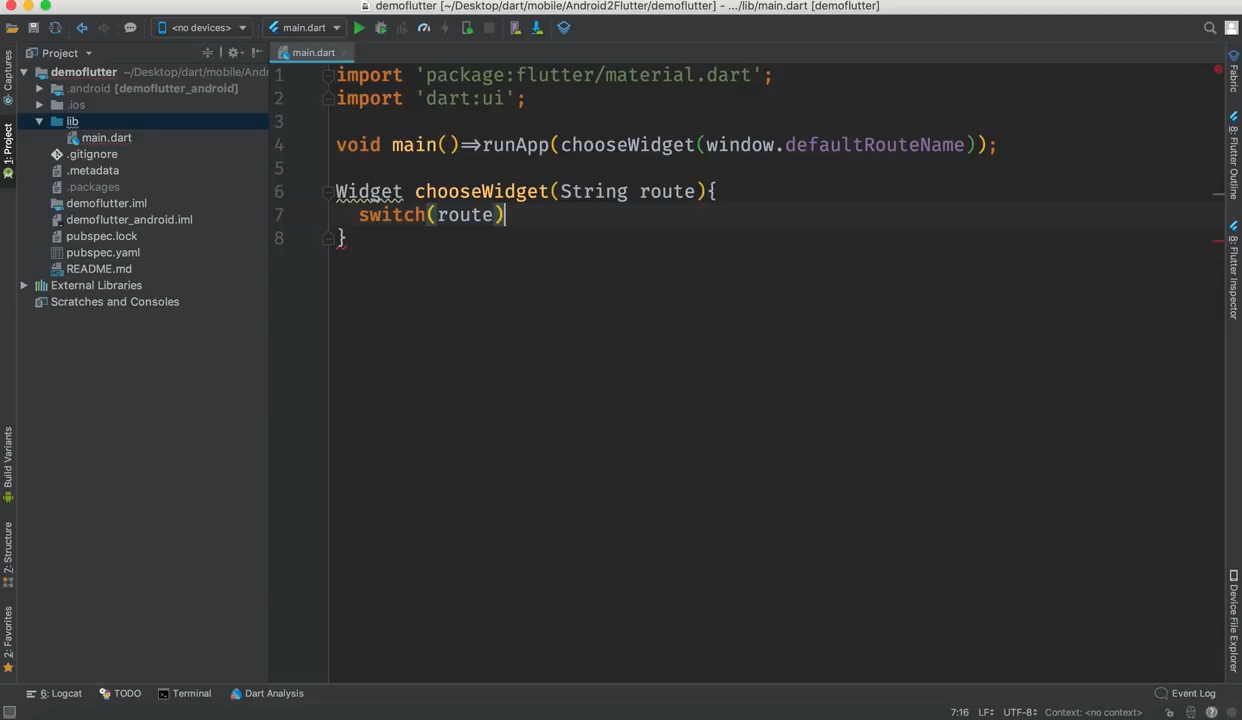 demoflutter [~/Desktop/dart/mobile/Android2Flutter/demoflutter] - .../lib/main.dart [demoflutter]
<no devices>
main.dart
Project
main.dart
Captures
1: Project
Build Variants
7: Structure
2: Favorites
demoflutter ~/Desktop/dart/mobile/Andr
.android [demoflutter_android]
.ios
lib
main.dart
.gitignore
.metadata
.packages
demoflutter.iml
demoflutter_android.iml
pubspec.lock
pubspec.yaml
README.md
External Libraries
Scratches and Consoles
1 import 'package:flutter/material.dart';
2 import 'dart:ui';
3
4 void main()=>runApp(chooseWidget(window.defaultRouteName));
5
6 Widget chooseWidget(String route){
7 switch(route)
8 }
Fabric
8: Flutter Outline
8: Flutter Inspector
Device File Explorer
6: Logcat
TODO
Terminal
Dart Analysis
Event Log
7:16 LF UTF-8 Context: <no context>